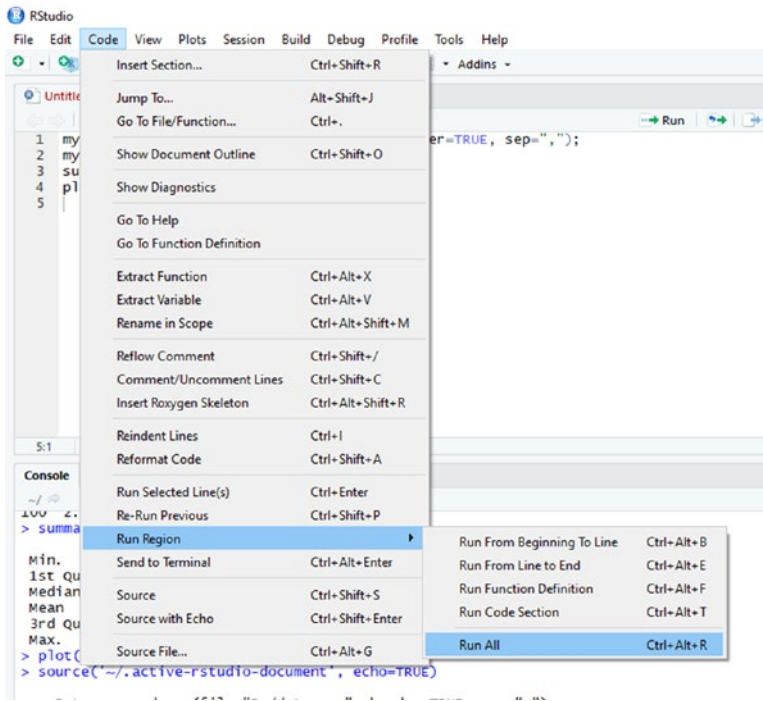 RStudio
File Edit Code View Plots Session Build Debug Profile Tools Help
Insert Section... Ctrl+Shift+R
Addins
Untitle
Jump To... Alt+Shift+J
Go To File/Function... Ctrl+.
Run
1 my er=TRUE, sep=",");
2 my
Show Document Outline Ctrl+Shift+O
3 su
4 pl
Show Diagnostics
5
Go To Help
Go To Function Definition
Extract Function Ctrl+Alt+X
Extract Variable Ctrl+Alt+V
Rename in Scope Ctrl+Alt+Shift+M
Reflow Comment Ctrl+Shift+/
Comment/Uncomment Lines Ctrl+Shift+C
Insert Roxygen Skeleton Ctrl+Alt+Shift+R
Reindent Lines Ctrl+I
5:1
Reformat Code Ctrl+Shift+A
Console
Run Selected Line(s) Ctrl+Enter
~/
100 2.
Re-Run Previous Ctrl+Shift+P
> summa
Run Region
Run From Beginning To Line Ctrl+Alt+B
Min.
Send to Terminal Ctrl+Alt+Enter
Run From Line to End Ctrl+Alt+E
1st Qu
Run Function Definition Ctrl+Alt+F
Median
Source Ctrl+Shift+S
Mean
Run Code Section Ctrl+Alt+T
Source with Echo Ctrl+Shift+Enter
3rd Qu
Max.
Source File... Ctrl+Alt+G
Run All Ctrl+Alt+R
> plot(
> source('~/.active-rstudio-document', echo=TRUE)